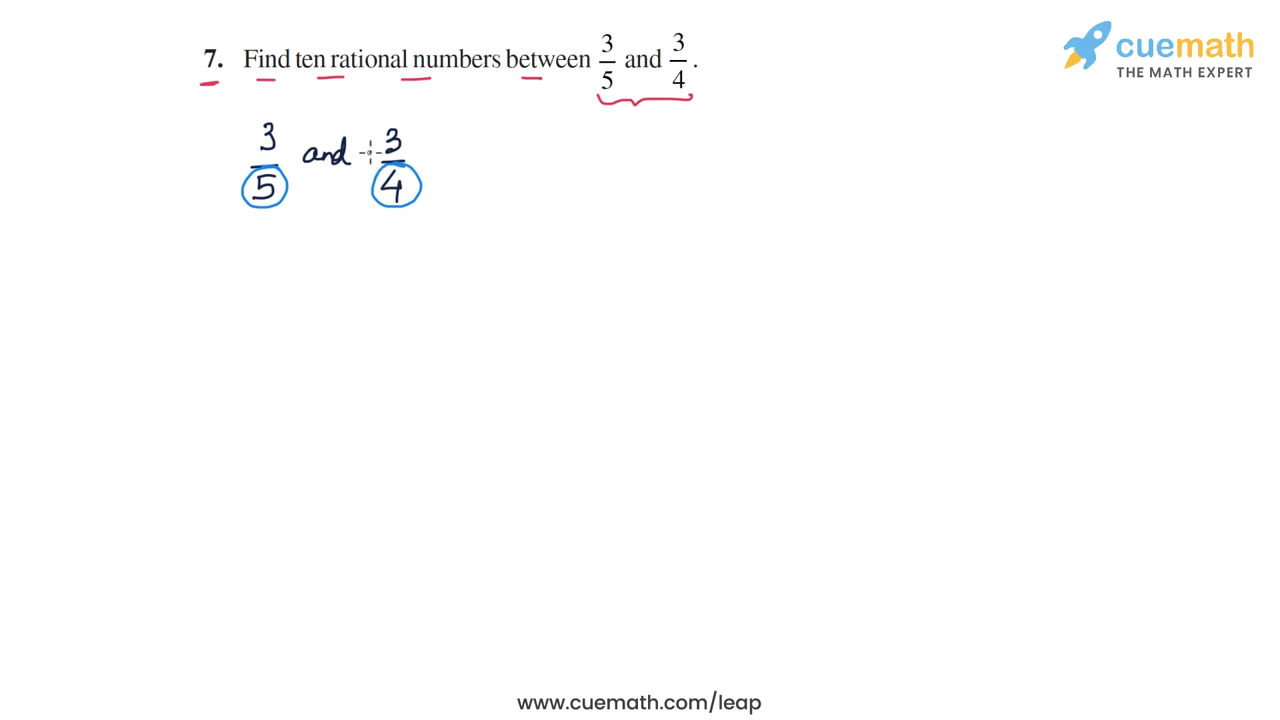 7. Find ten rational numbers between 3/5 and 3/4.
cuemath
THE MATH EXPERT
3/5 and 3/4
www.cuemath.com/leap